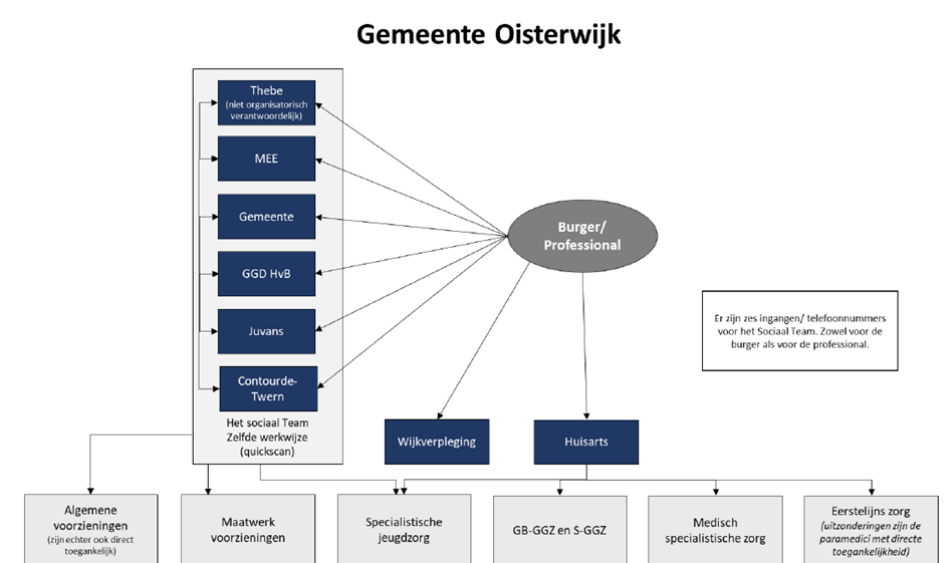 Gemeente Oisterwijk
Thebe
(niet organisatorisch
verantwoordelijk)
MEE
Gemeente
GGD HvB
Juvans
Contourde-
Twern
Het sociaal Team
Zelfde werkwijze
(quickscan)
Burger/
Professional
Er zijn zes ingangen/ telefoonnummers
voor het Sociaal Team. Zowel voor de
burger als voor de professional.
Wijkverpleging
Huisarts
Algemene
voorzieningen
(zijn echter ook direct
toegankelijk)
Maatwerk
voorzieningen
Specialistische
jeugdzorg
GB-GGZ en S-GGZ
Medisch
specialistische zorg
Eerstelijns zorg
(uitzonderingen zijn de
paramedici met directe
toegankelijkheid)